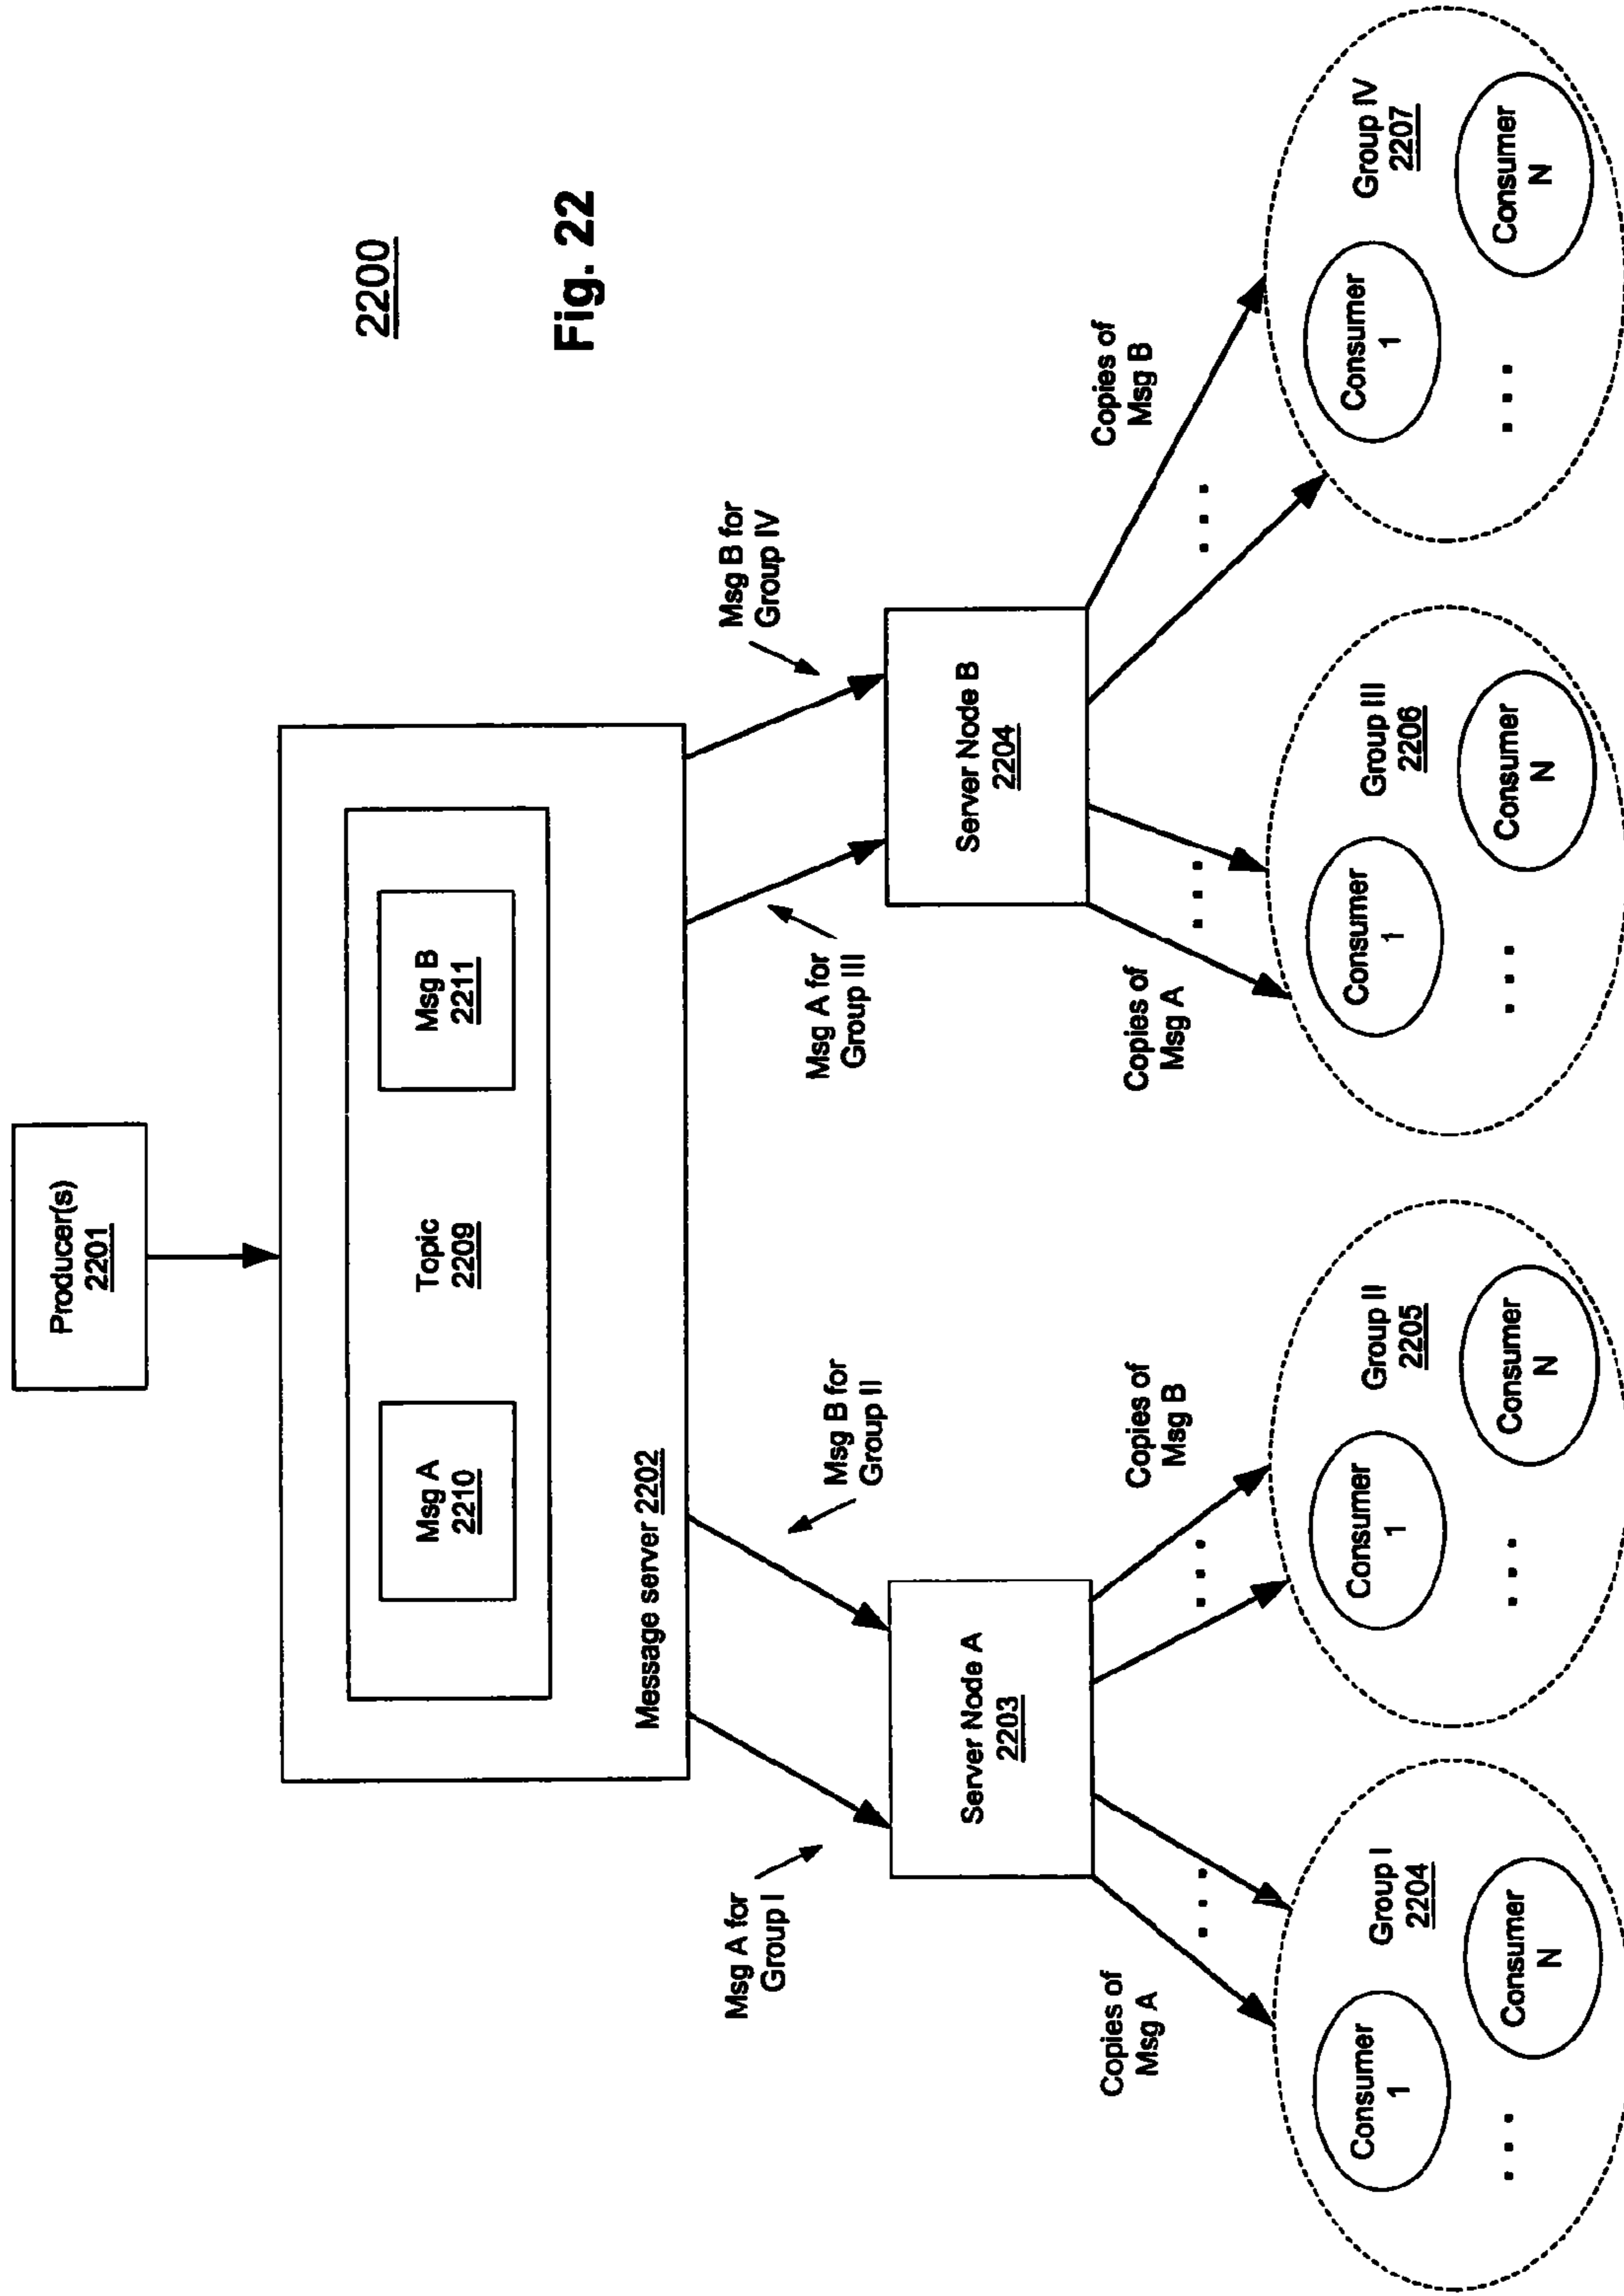 Producer(s)
2201
2200
Fig. 22
Msg A
2210
Topic
2209
Msg B
2211
Message server 2202
Msg A for
Group I
Msg B for
Group II
Msg A for
Group III
Msg B for
Group IV
Server Node A
2203
Server Node B
2204
Copies of
Msg A
Copies of
Msg B
Copies of
Msg A
Copies of
Msg B
Group I
2204
Consumer
1
. . .
Consumer
N
Group II
2205
Consumer
1
. . .
Consumer
N
Group III
2206
Consumer
1
. . .
Consumer
N
Group IV
2207
Consumer
1
. . .
Consumer
N